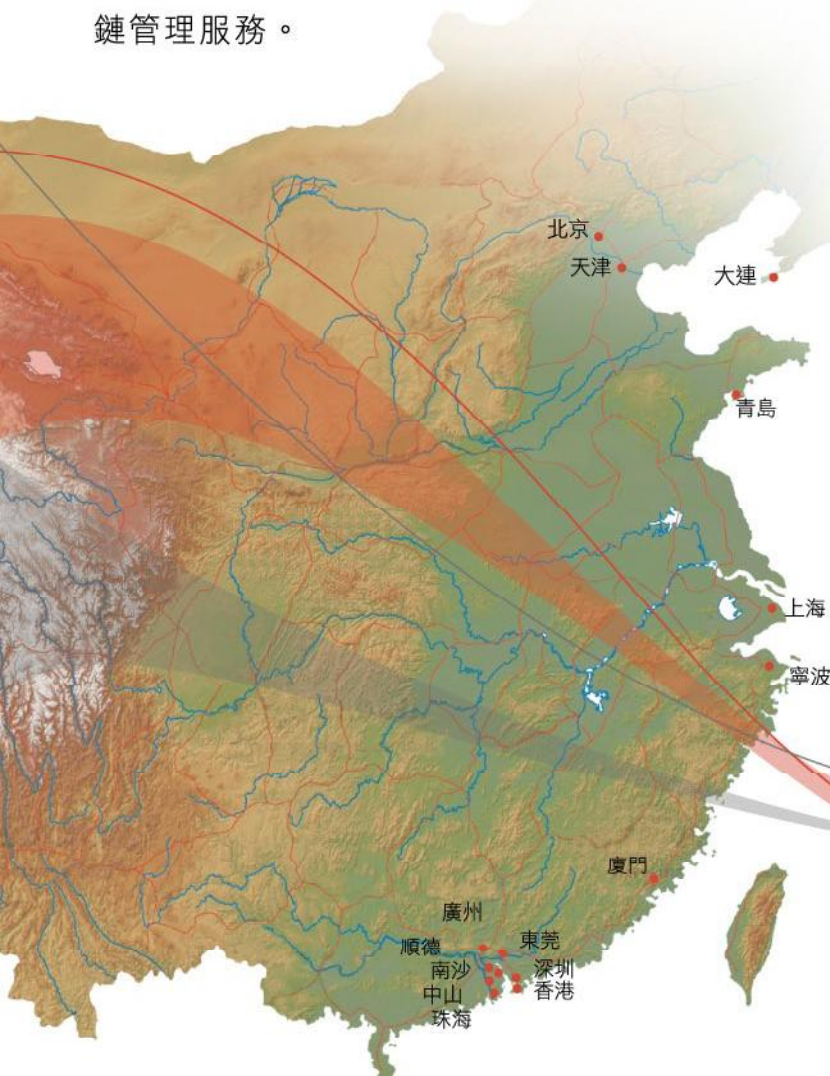 鏈管理服務。
北京
天津
大連
青島
上海
寧波
廈門
廣州
東莞
順德
南沙
深圳
中山
香港
珠海